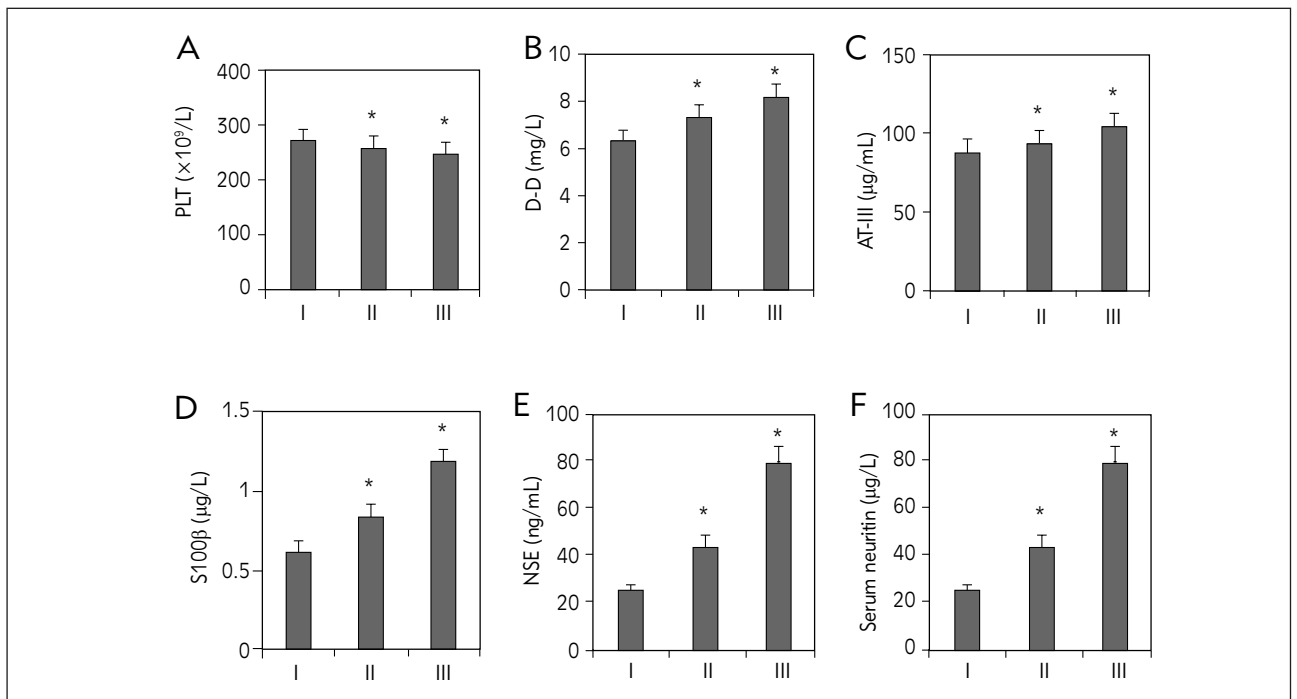 A
PLT (×10⁹/L)
400
300
200
100
0
* *
I II III
B
D-D (mg/L)
10
8
6
4
2
0
* *
I II III
C
AT-III (µg/mL)
150
100
50
0
* *
I II III
D
S100β (µg/L)
1.5
1
0.5
0
* *
I II III
E
NSE (ng/mL)
100
80
60
40
20
0
* *
I II III
F
Serum neuritin (µg/L)
100
80
60
40
20
0
* *
I II III